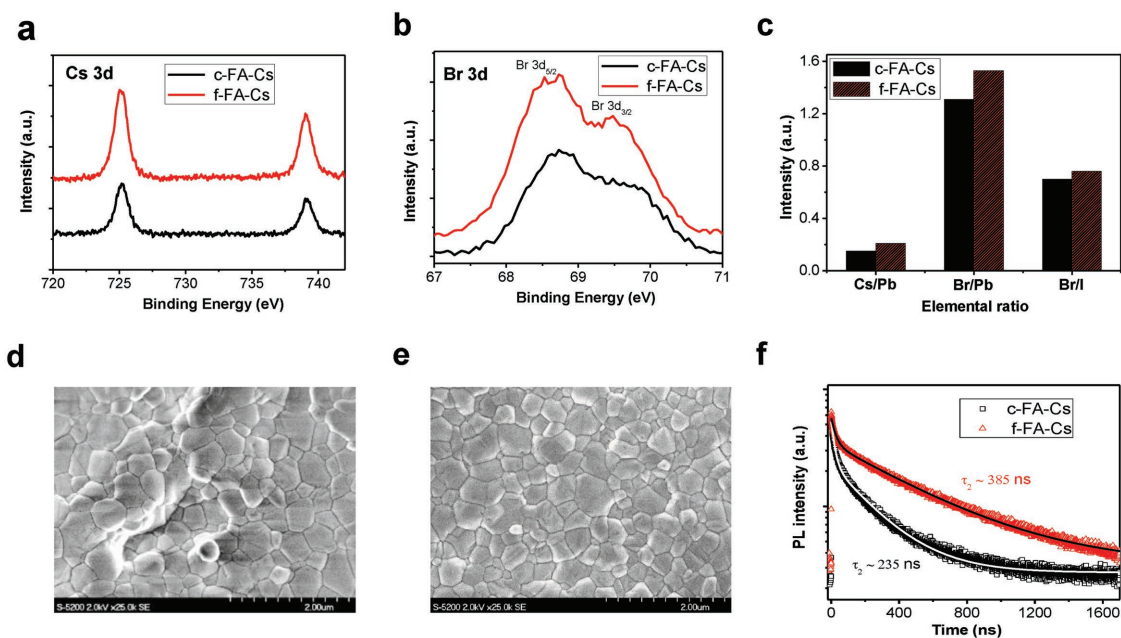 a
Cs 3d
c-FA-Cs
f-FA-Cs
Intensity (a.u.)
720 725 730 735 740
Binding Energy (eV)
b
Br 3d
Br 3d5/2
Br 3d3/2
c-FA-Cs
f-FA-Cs
Intensity (a.u.)
67 68 69 70 71
Binding Energy (eV)
c
c-FA-Cs
f-FA-Cs
Intensity (a.u.)
1.6
1.2
0.8
0.4
0.0
Cs/Pb Br/Pb Br/I
Elemental ratio
d
S-5200 2.0kV x25.0k SE 2.00um
e
S-5200 2.0kV x25.0k SE 2.00um
f
c-FA-Cs
f-FA-Cs
τ2 ~ 385 ns
τ2 ~ 235 ns
PL intensity (a.u.)
0 400 800 1200 1600
Time (ns)